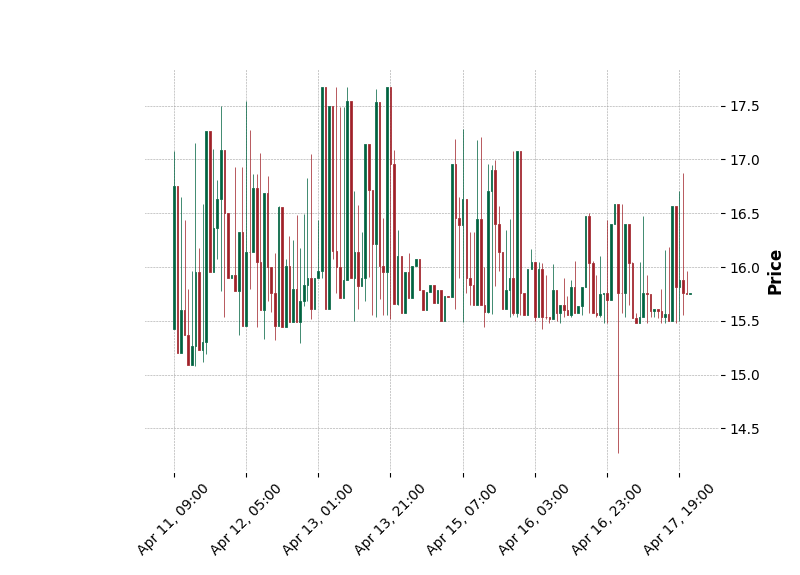 17.5
17.0
16.5
16.0
15.5
15.0
14.5
Price
Apr 11, 09:00
Apr 12, 05:00
Apr 13, 01:00
Apr 13, 21:00
Apr 15, 07:00
Apr 16, 03:00
Apr 16, 23:00
Apr 17, 19:00